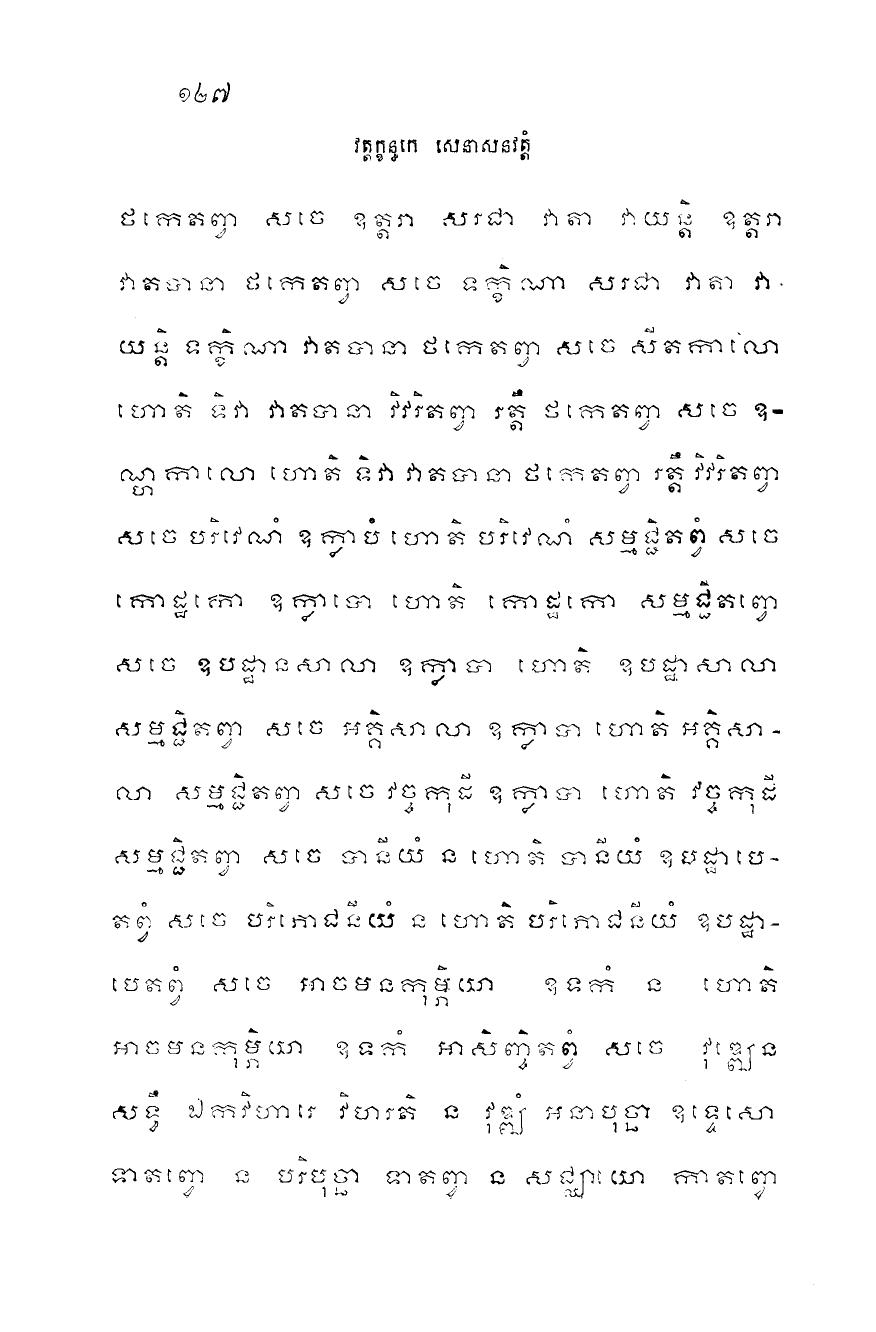 ១៤៧
វត្តក្ខន្ធកេ សេនាសនវត្តំ
ថកេតព្វា សចេ ឧត្តរា សរជា វាតា វាយន្តិ ឧត្តរា
វាតបានា ថកេតព្វា សចេ ទក្ខិណា សរជា វាតា វា-
យន្តិ ទក្ខិណា វាតបានា ថកេតព្វា សចេ សីតកាលោ
ហោតិ ទិវា វាតបានា វិវរិតព្វា រត្តឹ ថកេតព្វា សចេ ឧ-
ណ្ហកាលោ ហោតិ ទិវា វាតបានា ថកេតព្វា រត្តឹ វិវរិតព្វា
សចេ បរិវេណំ ឧក្លាបំ ហោតិ បរិវេណំ សម្មជ្ជិតព្វំ សចេ
កោដ្ឋកោ ឧក្លាបោ ហោតិ កោដ្ឋកោ សម្មជ្ជិតព្វោ
សចេ ឧបដ្ឋានសាលា ឧក្លាបា ហោតិ ឧបដ្ឋាសាលា
សម្មជ្ជិតព្វា សចេ អគ្គិសាលា ឧក្លាបា ហោតិ អគ្គិសា-
លា សម្មជ្ជិតព្វា សចេ វច្ចកុដី ឧក្លាបា ហោតិ វច្ចកុដី
សម្មជ្ជិតព្វា សចេ បានីយំ ន ហោតិ បានីយំ ឧបដ្ឋាបេ-
តព្វំ សចេ បរិភោជនីយំ ន ហោតិ បរិភោជនីយំ ឧបដ្ឋា-
បេតព្វំ សចេ អាចមនកុម្ភិយា ឧទកំ ន ហោតិ
អាចមនកុម្ភិយា ឧទកំ អាសិញ្ចិតព្វំ សចេ វុឌ្ឍេន
សទ្ធឹ ឯកវិហារេ វិហរតិ ន វុឌ្ឍំ អនាបុច្ឆា ឧទ្ទេសោ
ទាតព្វោ ន បរិបុច្ឆា ទាតព្វា ន សជ្ឈាយោ កាតព្វោ